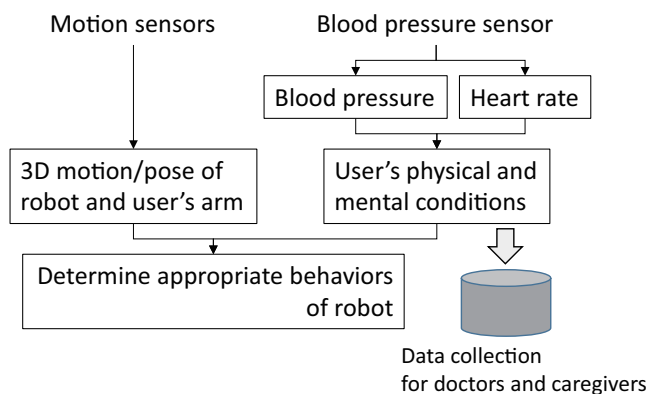 Motion sensors
Blood pressure sensor
Blood pressure
Heart rate
3D motion/pose of
robot and user's arm
User's physical and
mental conditions
Determine appropriate behaviors
of robot
Data collection
for doctors and caregivers